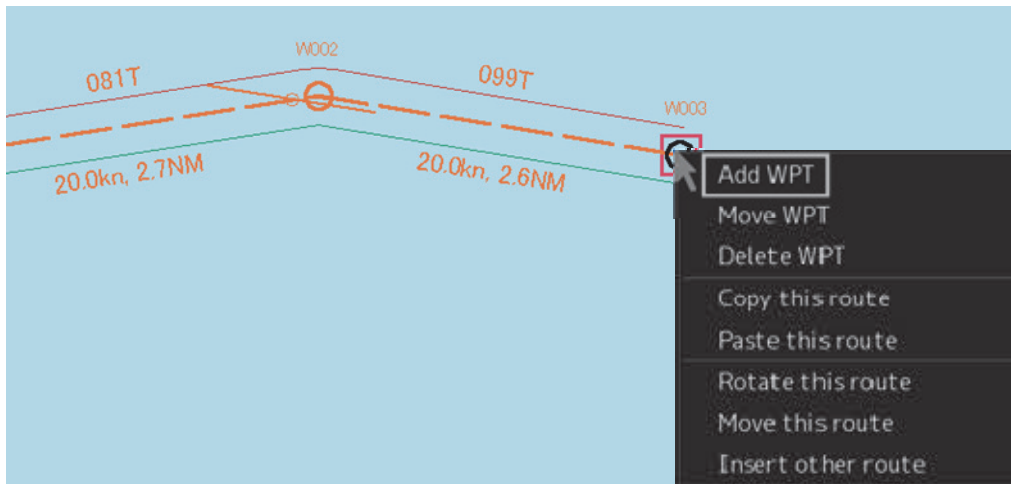 W002
081T
099T
W003
20.0kn, 2.7NM
20.0kn, 2.6NM
Add WPT
Move WPT
Delete WPT
Copy this route
Paste this route
Rotate this route
Move this route
Insert other route